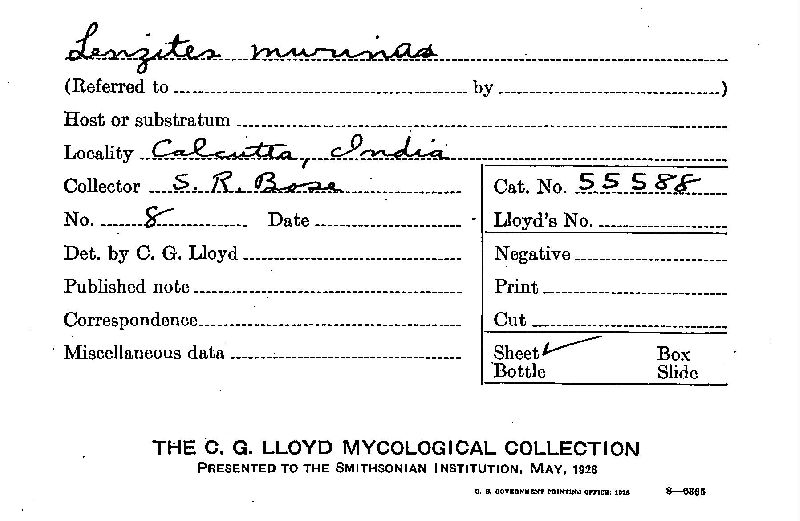 Lenzites murinas
(Referred to by )
Host or substratum
Locality Calcutta, India
Collector S. R. Bose
Cat. No. 55588
No. 8 Date
Lloyd's No.
Det. by C. G. Lloyd
Negative
Published note
Print
Correspondence
Cut
Miscellaneous data
Sheet ✓ Box
Bottle Slide
THE C. G. LLOYD MYCOLOGICAL COLLECTION
PRESENTED TO THE SMITHSONIAN INSTITUTION, MAY, 1928
U. S. GOVERNMENT PRINTING OFFICE: 1928